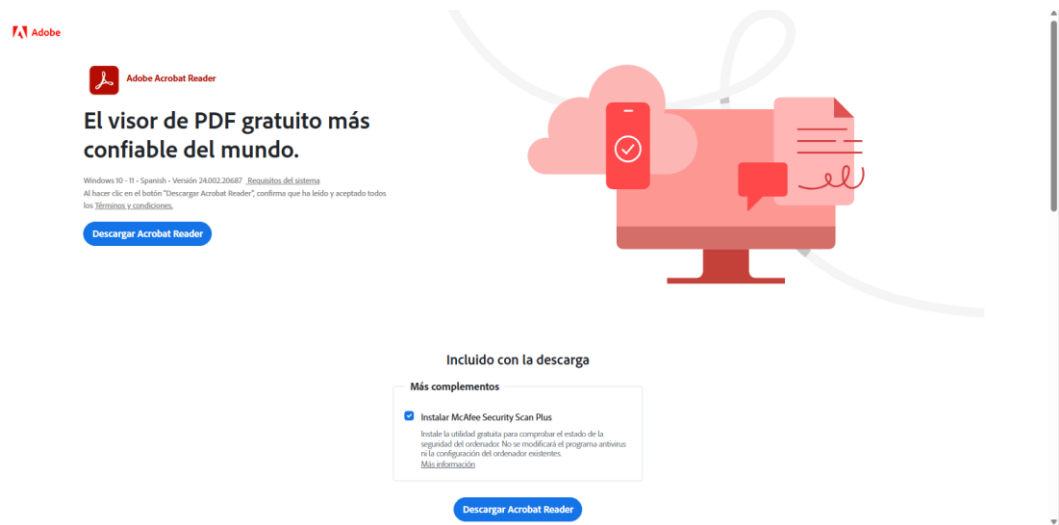 Adobe
Adobe Acrobat Reader
El visor de PDF gratuito más
confiable del mundo.
Windows 10 - 11 - Spanish - Versión 24.002.20687 Requisitos del sistema
Al hacer clic en el botón "Descargar Acrobat Reader", confirma que ha leído y aceptado todos
los Términos y condiciones.
Descargar Acrobat Reader
Incluido con la descarga
Más complementos
Instalar McAfee Security Scan Plus
Instale la utilidad gratuita para comprobar el estado de la
seguridad del ordenador. No se modificará el programa antivirus
ni la configuración del ordenador existentes.
Más información
Descargar Acrobat Reader